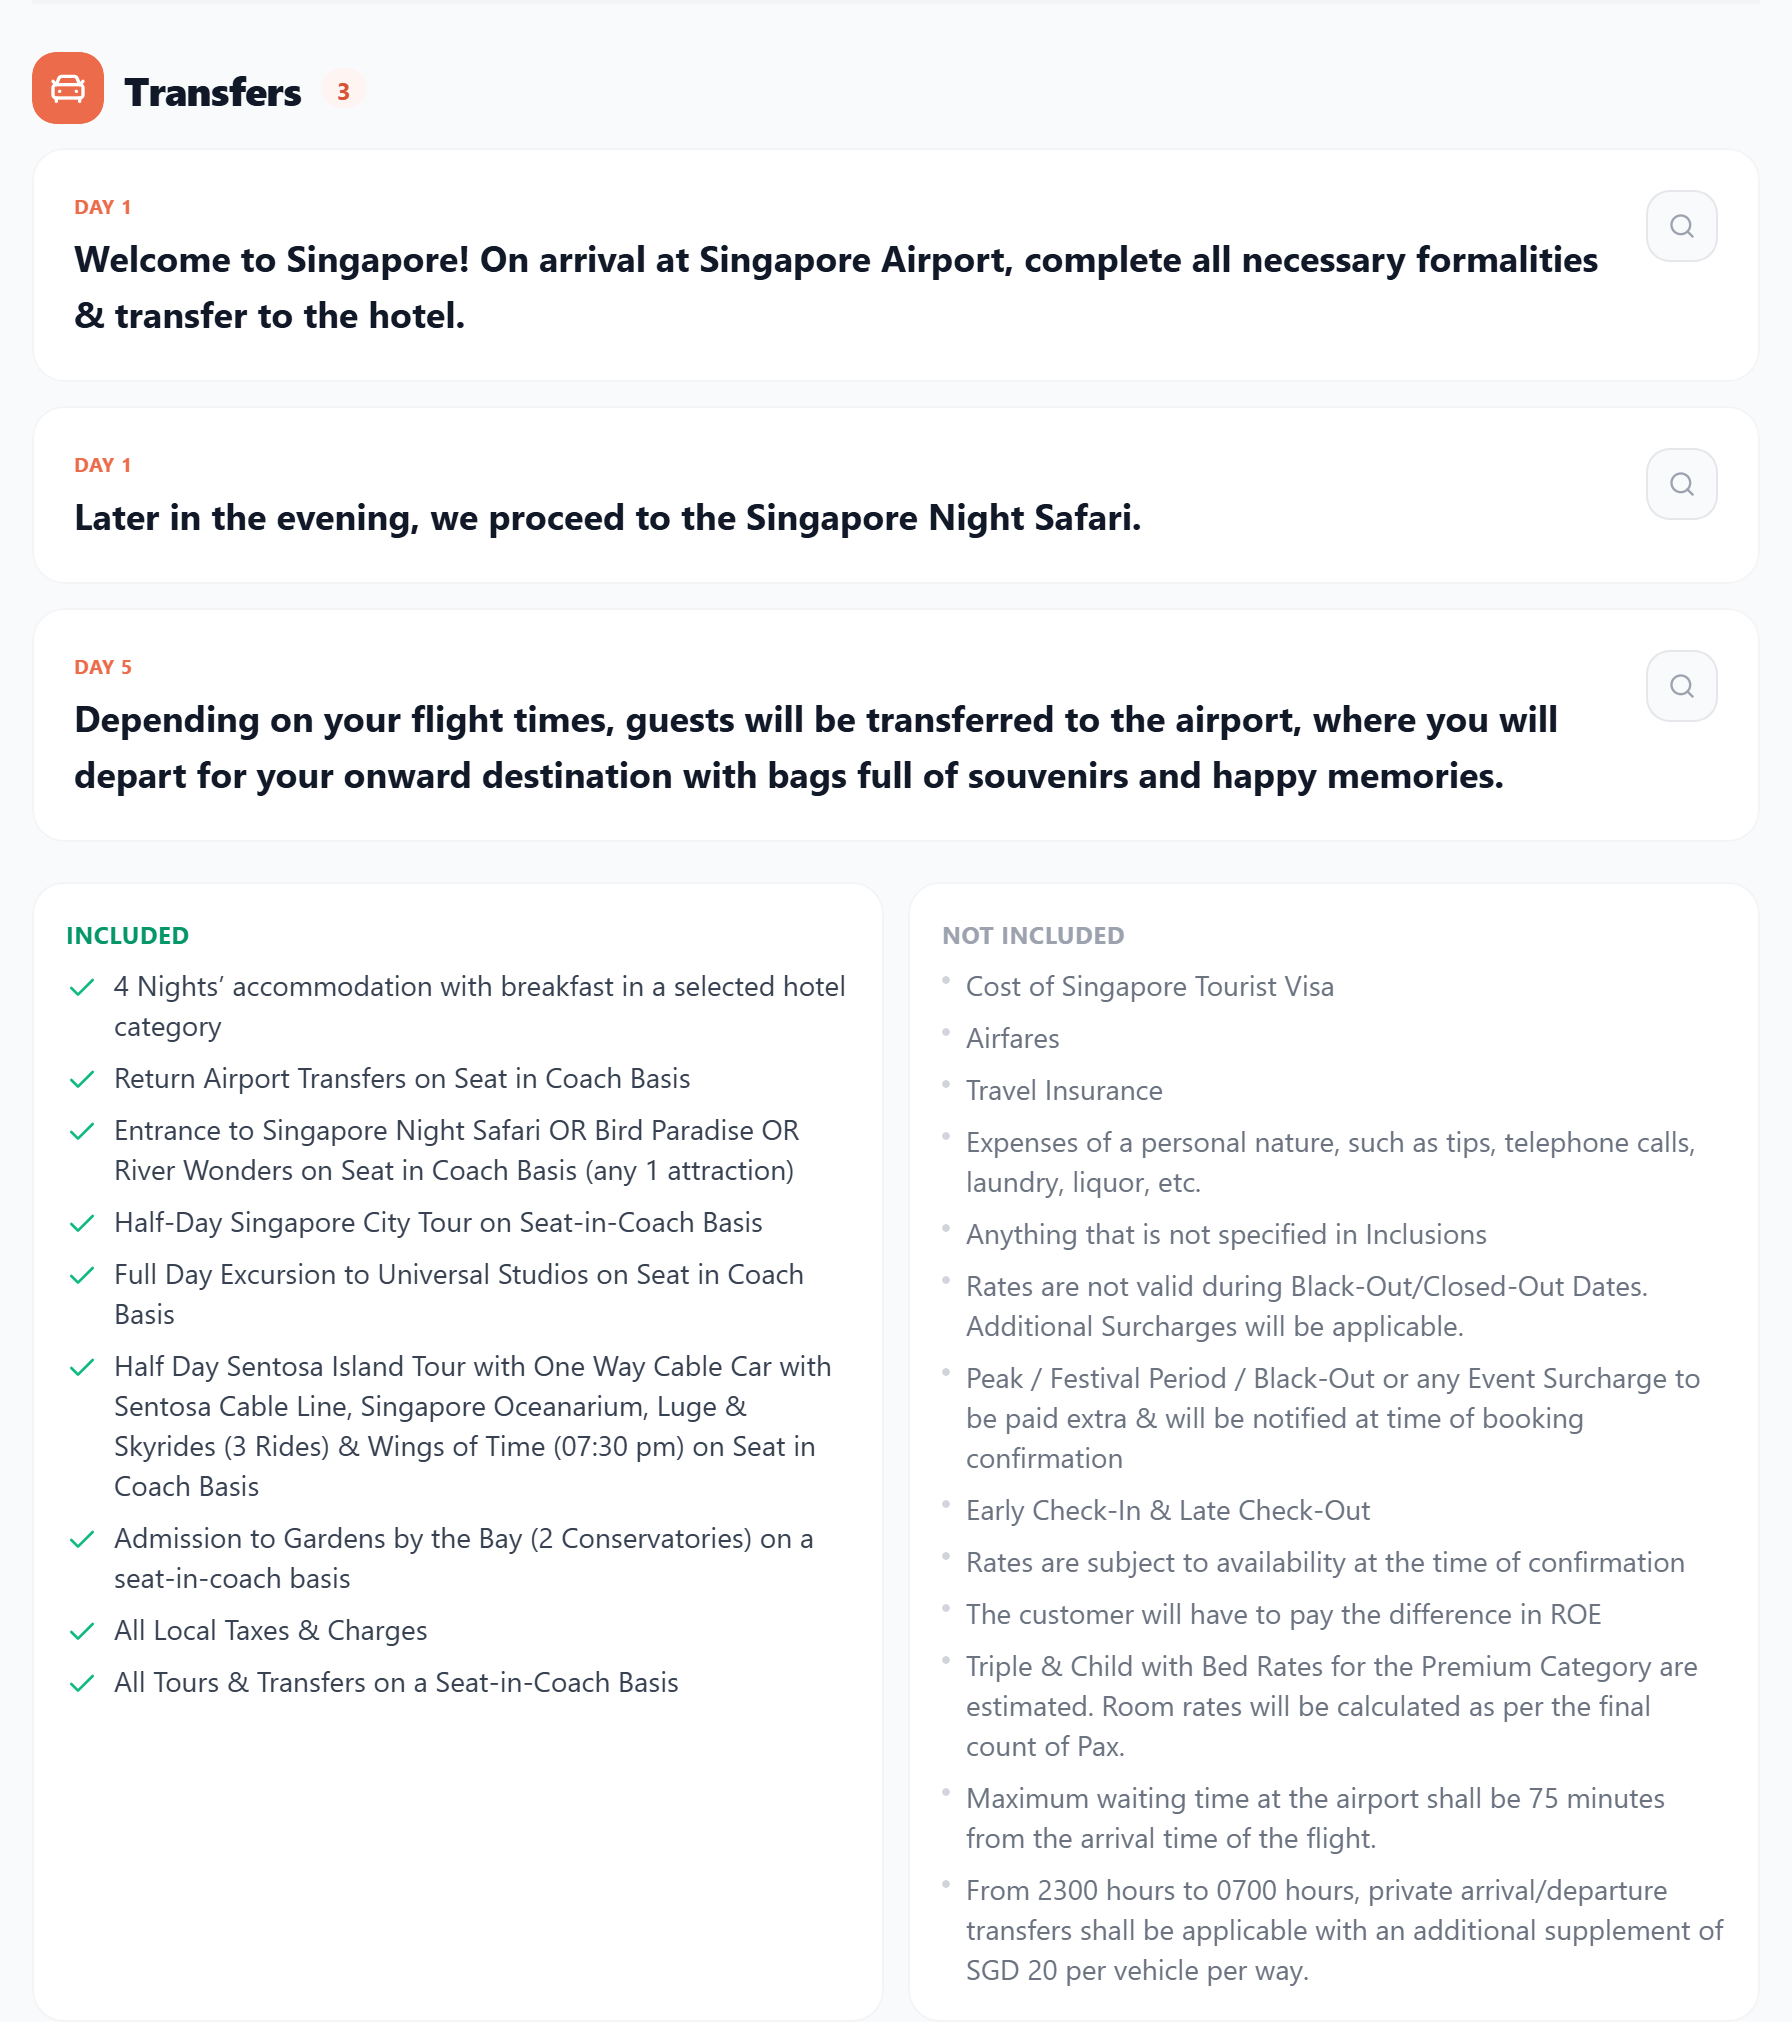 Transfers 3
DAY 1
Welcome to Singapore! On arrival at Singapore Airport, complete all necessary formalities
& transfer to the hotel.
DAY 1
Later in the evening, we proceed to the Singapore Night Safari.
DAY 5
Depending on your flight times, guests will be transferred to the airport, where you will
depart for your onward destination with bags full of souvenirs and happy memories.
INCLUDED
4 Nights’ accommodation with breakfast in a selected hotel
category
Return Airport Transfers on Seat in Coach Basis
Entrance to Singapore Night Safari OR Bird Paradise OR
River Wonders on Seat in Coach Basis (any 1 attraction)
Half-Day Singapore City Tour on Seat-in-Coach Basis
Full Day Excursion to Universal Studios on Seat in Coach
Basis
Half Day Sentosa Island Tour with One Way Cable Car with
Sentosa Cable Line, Singapore Oceanarium, Luge &
Skyrides (3 Rides) & Wings of Time (07:30 pm) on Seat in
Coach Basis
Admission to Gardens by the Bay (2 Conservatories) on a
seat-in-coach basis
All Local Taxes & Charges
All Tours & Transfers on a Seat-in-Coach Basis
NOT INCLUDED
Cost of Singapore Tourist Visa
Airfares
Travel Insurance
Expenses of a personal nature, such as tips, telephone calls,
laundry, liquor, etc.
Anything that is not specified in Inclusions
Rates are not valid during Black-Out/Closed-Out Dates.
Additional Surcharges will be applicable.
Peak / Festival Period / Black-Out or any Event Surcharge to
be paid extra & will be notified at time of booking
confirmation
Early Check-In & Late Check-Out
Rates are subject to availability at the time of confirmation
The customer will have to pay the difference in ROE
Triple & Child with Bed Rates for the Premium Category are
estimated. Room rates will be calculated as per the final
count of Pax.
Maximum waiting time at the airport shall be 75 minutes
from the arrival time of the flight.
From 2300 hours to 0700 hours, private arrival/departure
transfers shall be applicable with an additional supplement of
SGD 20 per vehicle per way.